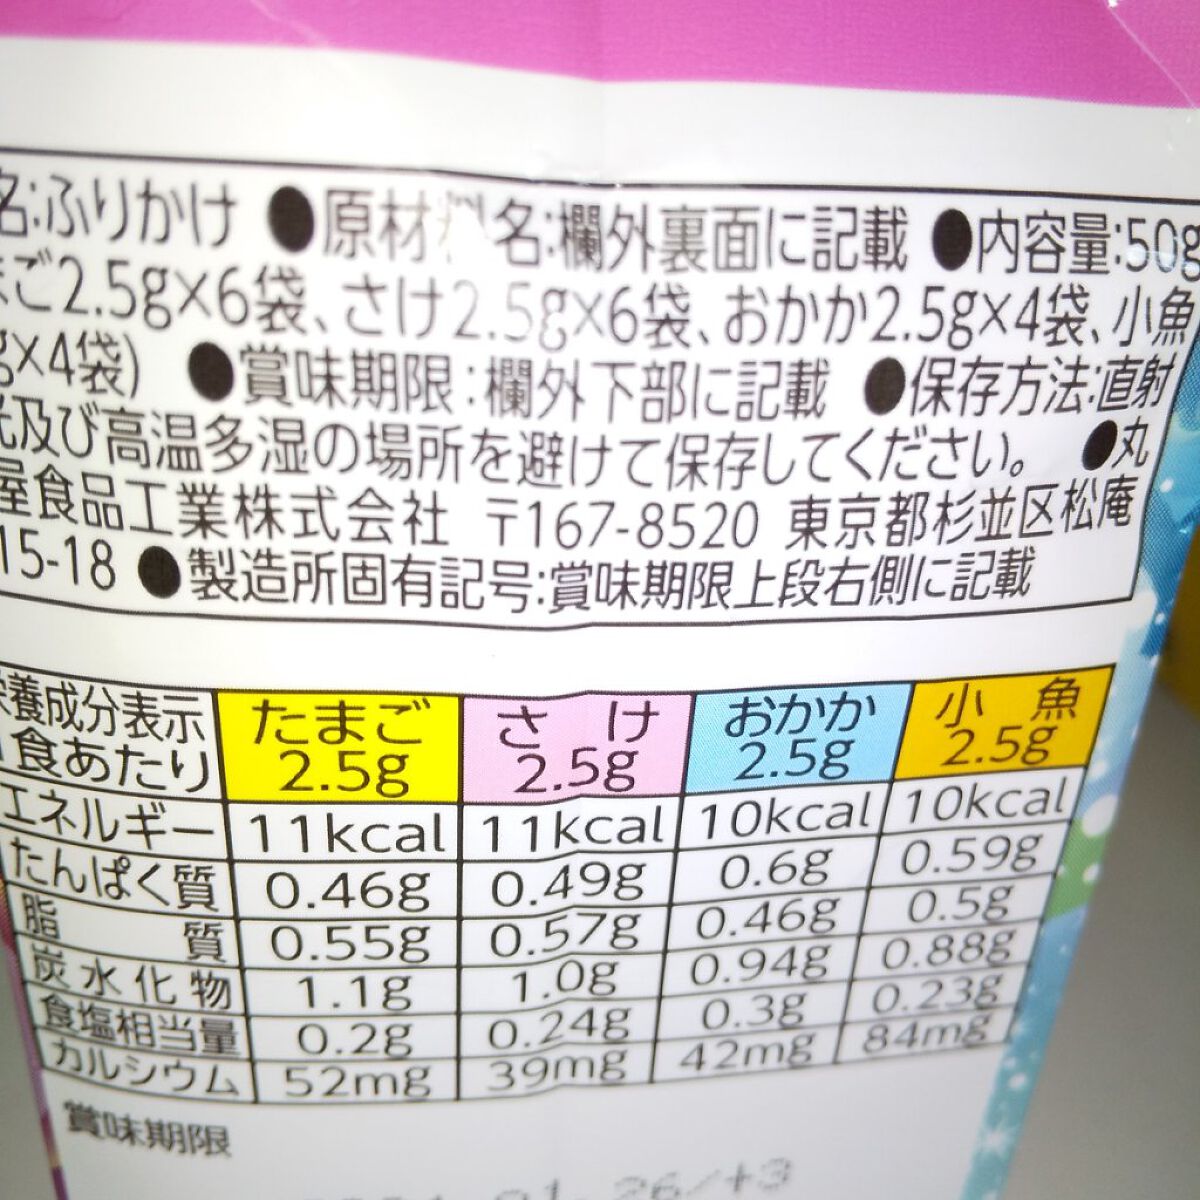 名:ふりかけ ●原材料名:欄外裏面に記載 ●内容量:50g
まご2.5g×6袋、さけ2.5g×6袋、おかか2.5g×4袋、小魚
g×4袋) ●賞味期限:欄外下部に記載 ●保存方法:直射
光及び高温多湿の場所を避けて保存してください。 ●丸
屋食品工業株式会社 〒167-8520 東京都杉並区松庵
15-18 ●製造所固有記号:賞味期限上段右側に記載
栄養成分表示 1食あたり たまご 2.5g さけ 2.5g おかか 2.5g 小魚 2.5g
エネルギー 11kcal 11kcal 10kcal 10kcal
たんぱく質 0.46g 0.49g 0.6g 0.59g
脂質 0.55g 0.57g 0.46g 0.5g
炭水化物 1.1g 1.0g 0.94g 0.88g
食塩相当量 0.2g 0.24g 0.3g 0.23g
カルシウム 52mg 39mg 42mg 84mg
賞味期限